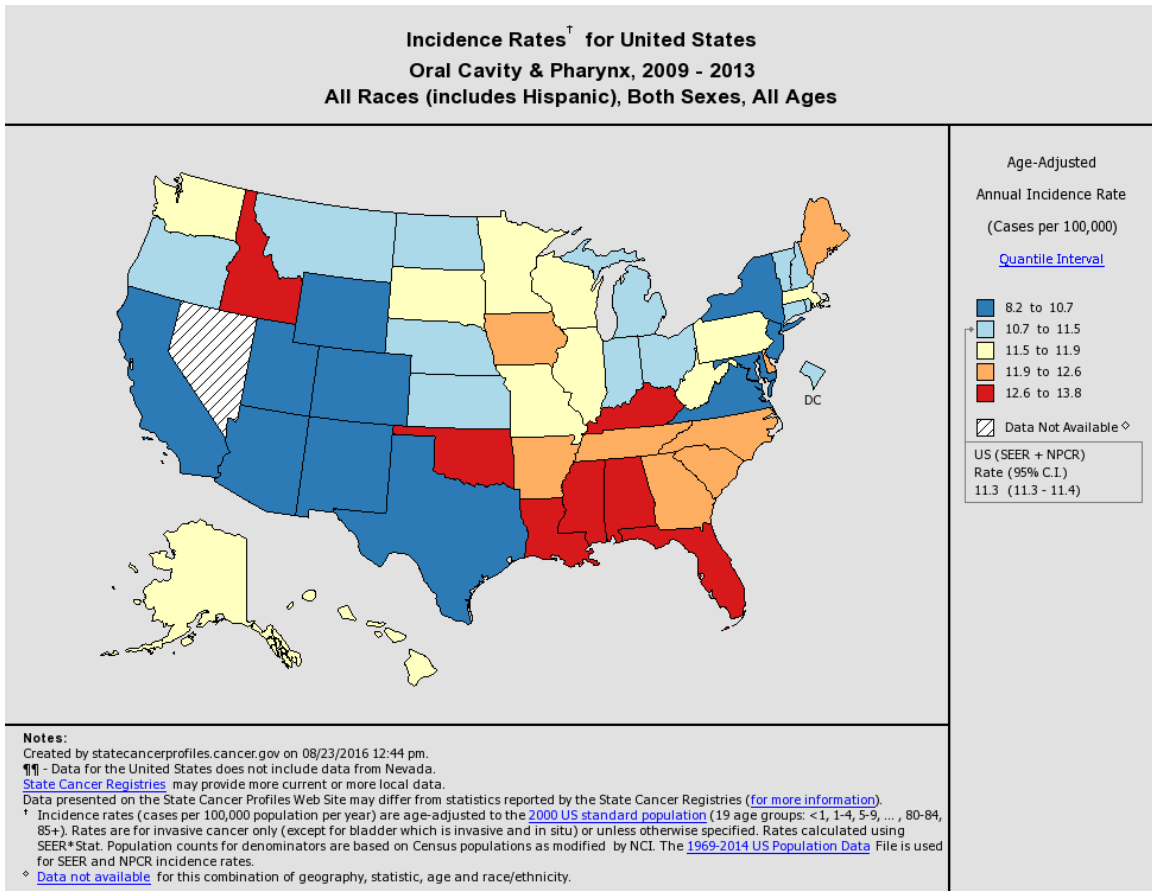 Incidence Rates† for United States
Oral Cavity & Pharynx, 2009 - 2013
All Races (includes Hispanic), Both Sexes, All Ages
DC
Age-Adjusted
Annual Incidence Rate
(Cases per 100,000)
Quantile Interval
8.2 to 10.7
10.7 to 11.5
11.5 to 11.9
11.9 to 12.6
12.6 to 13.8
Data Not Available ◇
US (SEER + NPCR)
Rate (95% C.I.)
11.3 (11.3 - 11.4)
Notes:
Created by statecancerprofiles.cancer.gov on 08/23/2016 12:44 pm.
¶¶ - Data for the United States does not include data from Nevada.
State Cancer Registries may provide more current or more local data.
Data presented on the State Cancer Profiles Web Site may differ from statistics reported by the State Cancer Registries (for more information).
† Incidence rates (cases per 100,000 population per year) are age-adjusted to the 2000 US standard population (19 age groups: <1, 1-4, 5-9, ... , 80-84,
85+). Rates are for invasive cancer only (except for bladder which is invasive and in situ) or unless otherwise specified. Rates calculated using
SEER*Stat. Population counts for denominators are based on Census populations as modified by NCI. The 1969-2014 US Population Data File is used
for SEER and NPCR incidence rates.
◇ Data not available for this combination of geography, statistic, age and race/ethnicity.